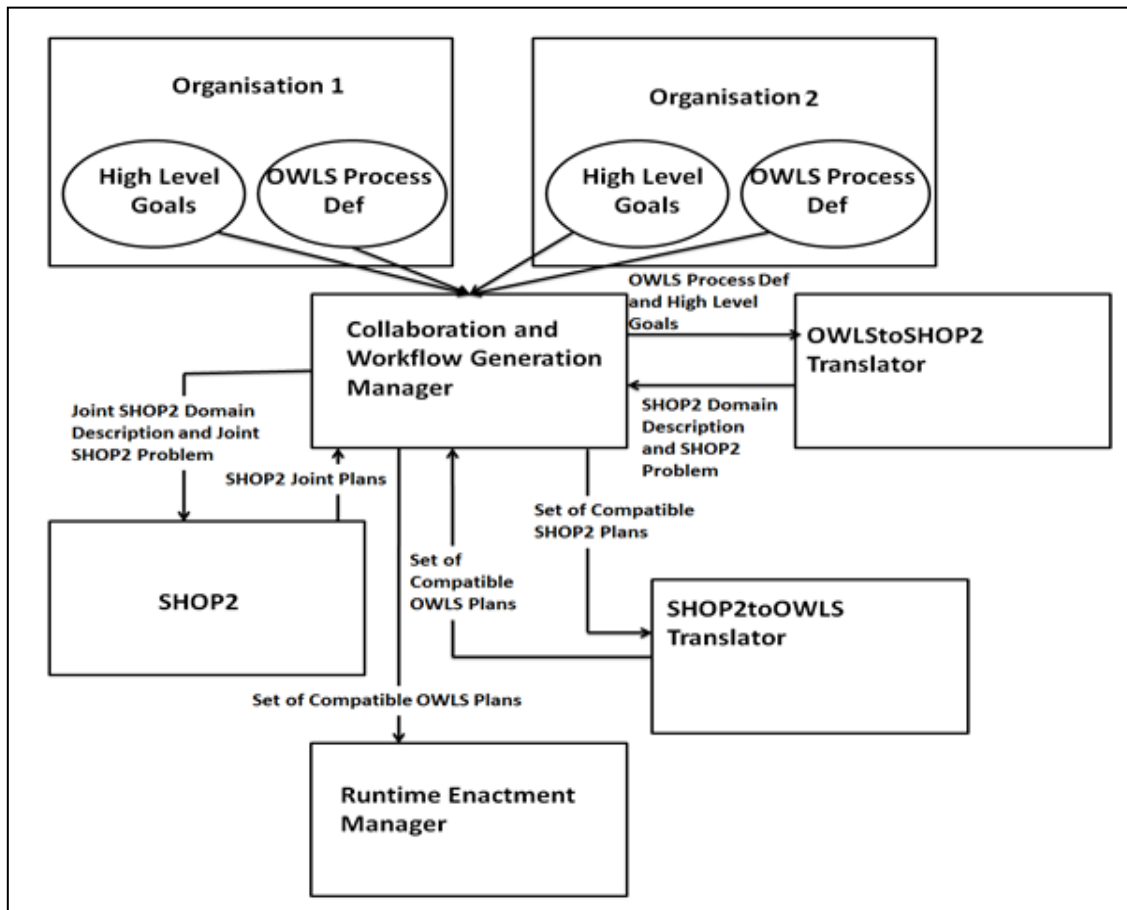 Organisation 1
High Level
Goals
OWLS Process
Def
Organisation 2
High Level
Goals
OWLS Process
Def
OWLS Process Def
and High Level
Goals
Collaboration and
Workflow Generation
Manager
OWLStoSHOP2
Translator
SHOP2 Domain
Description
and SHOP2
Problem
Joint SHOP2 Domain
Description and Joint
SHOP2 Problem
SHOP2 Joint Plans
Set of Compatible
SHOP2 Plans
Set of
Compatible
OWLS Plans
SHOP2
SHOP2toOWLS
Translator
Set of Compatible OWLS Plans
Runtime Enactment
Manager